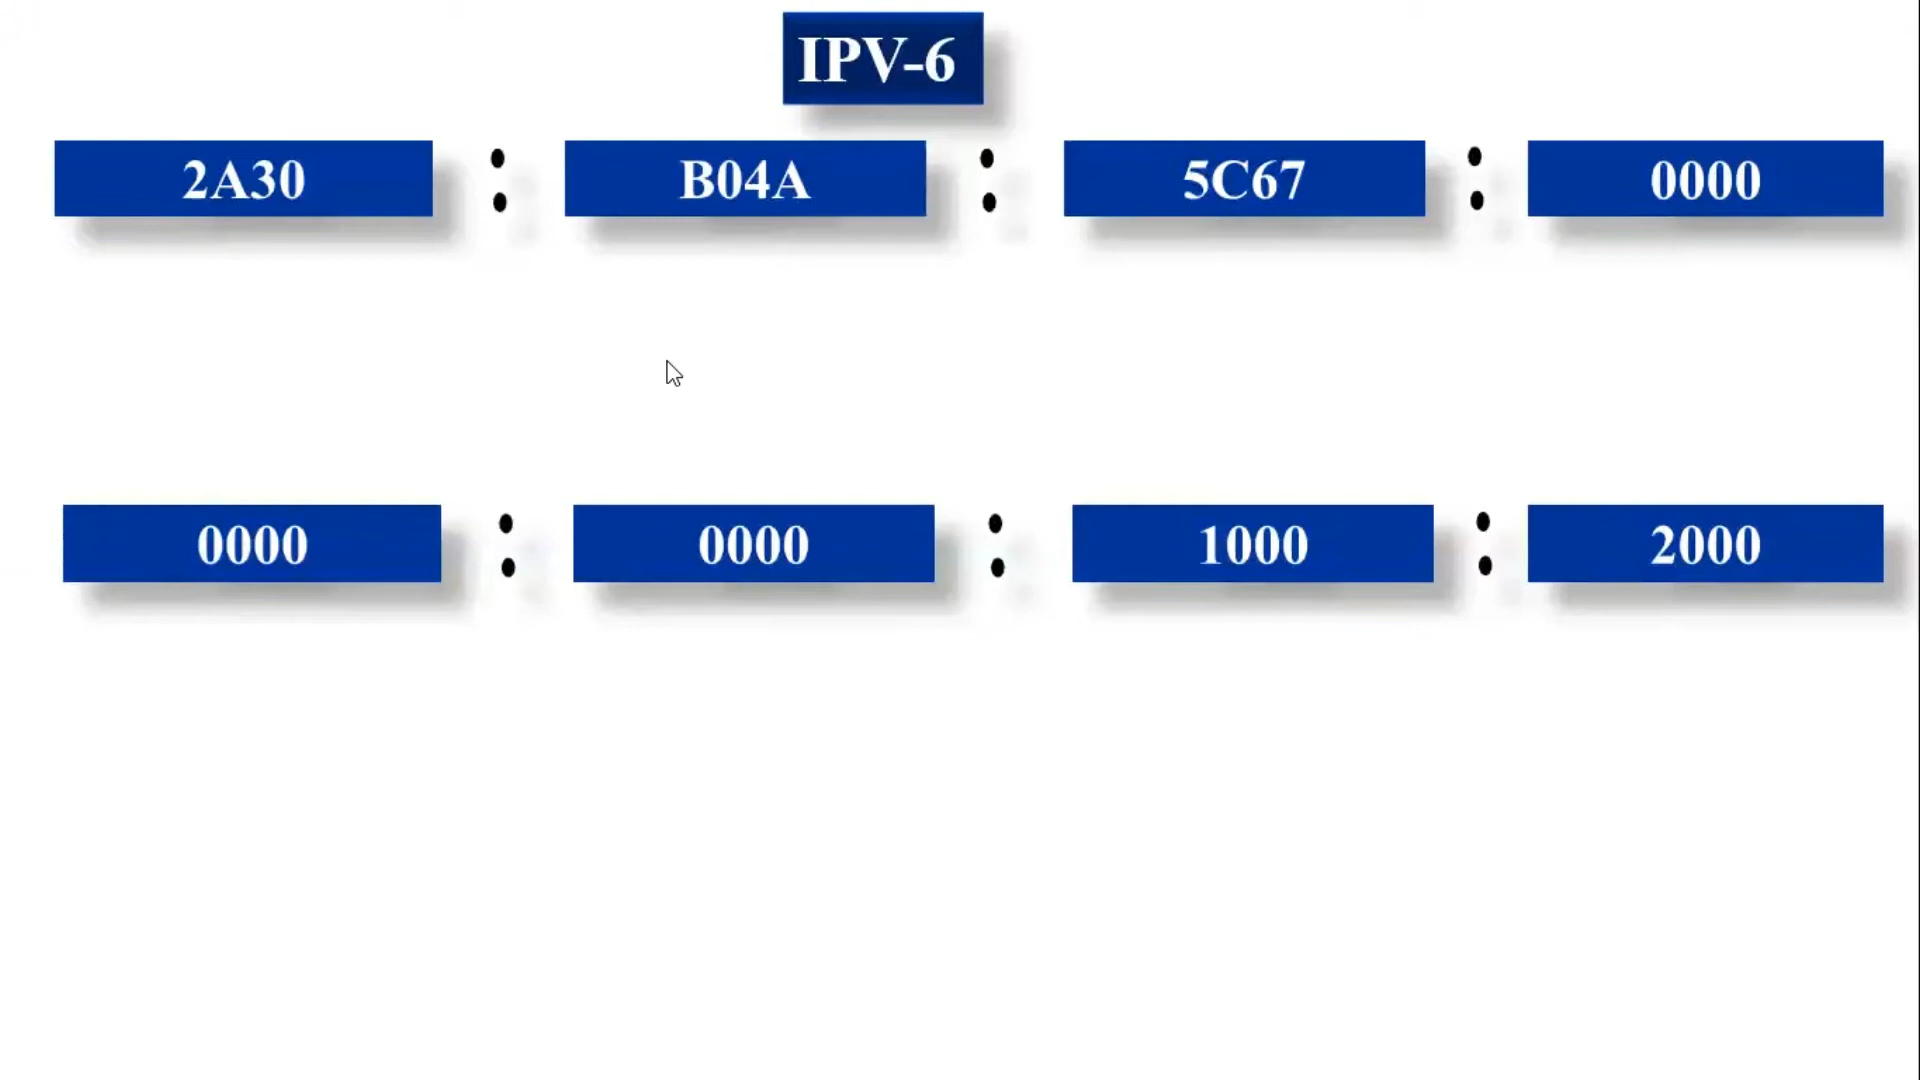 IPV-6
2A30 : B04A : 5C67 : 0000
0000 : 0000 : 1000 : 2000